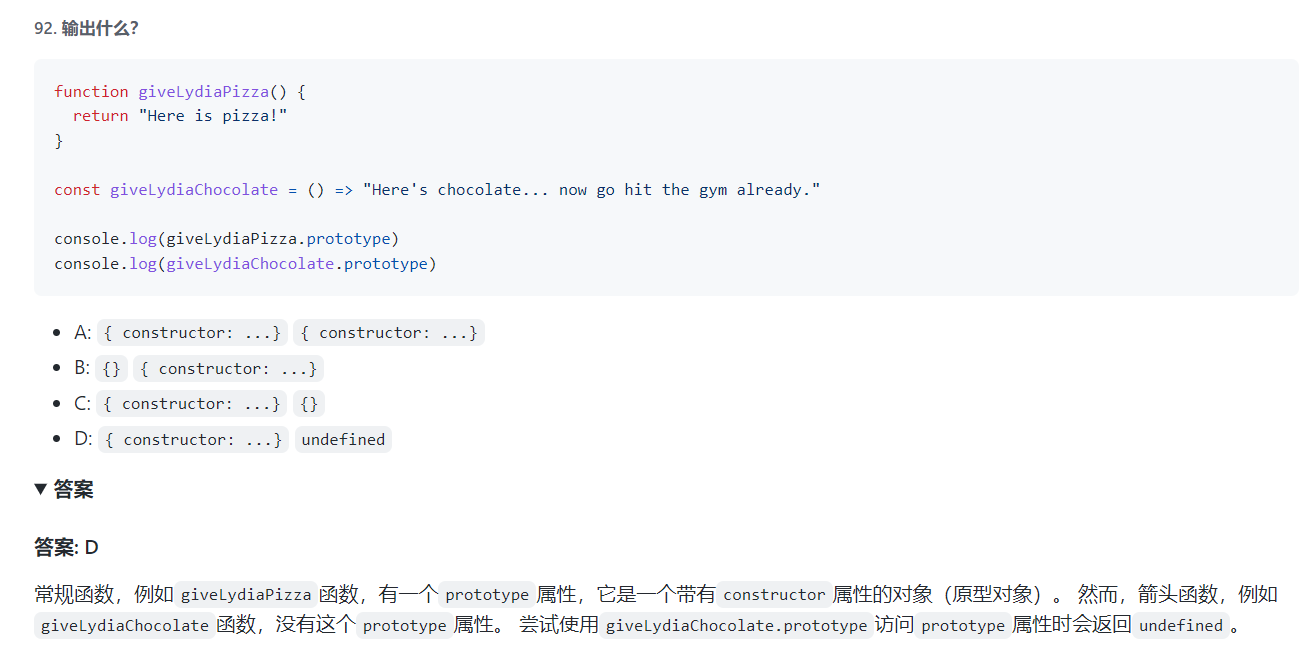 92. 输出什么?
function giveLydiaPizza() {
  return "Here is pizza!"
}
const giveLydiaChocolate = () => "Here's chocolate... now go hit the gym already."
console.log(giveLydiaPizza.prototype)
console.log(giveLydiaChocolate.prototype)
A: { constructor: ...} { constructor: ...}
B: {} { constructor: ...}
C: { constructor: ...} {}
D: { constructor: ...} undefined
答案
答案: D
常规函数，例如 giveLydiaPizza 函数，有一个 prototype 属性，它是一个带有 constructor 属性的对象（原型对象）。 然而，箭头函数，例如
giveLydiaChocolate 函数，没有这个 prototype 属性。 尝试使用 giveLydiaChocolate.prototype 访问 prototype 属性时会返回 undefined 。